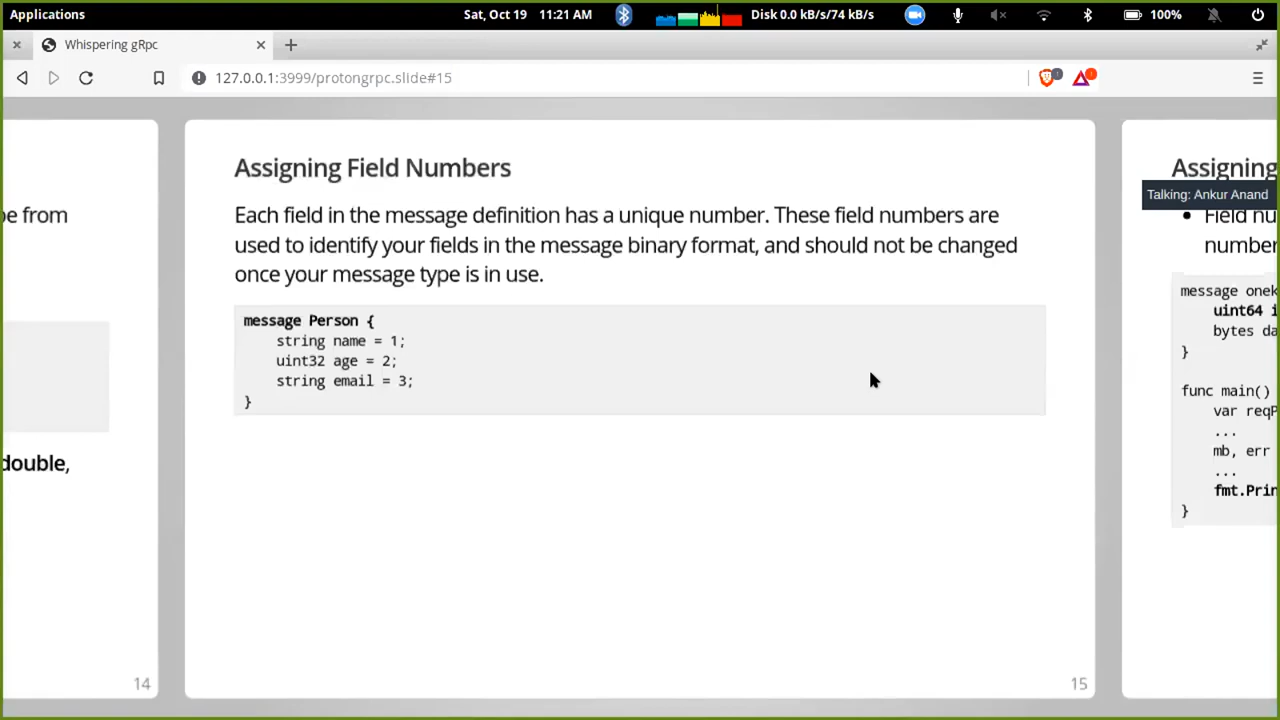 Applications
Sat, Oct 19 11:21 AM
Disk 0.0 kB/s/74 kB/s
100%
Whispering gRpc
127.0.0.1:3999/protongrpc.slide#15
be from
double,
14
Assigning Field Numbers
Each field in the message definition has a unique number. These field numbers are
used to identify your fields in the message binary format, and should not be changed
once your message type is in use.
message Person {
    string name = 1;
    uint32 age = 2;
    string email = 3;
}
15
Assigning
Talking: Ankur Anand
• Field nu
number
message onek
    uint64 i
    bytes da
}
func main()
    var reqP
    ...
    mb, err
    ...
    fmt.Prin
}